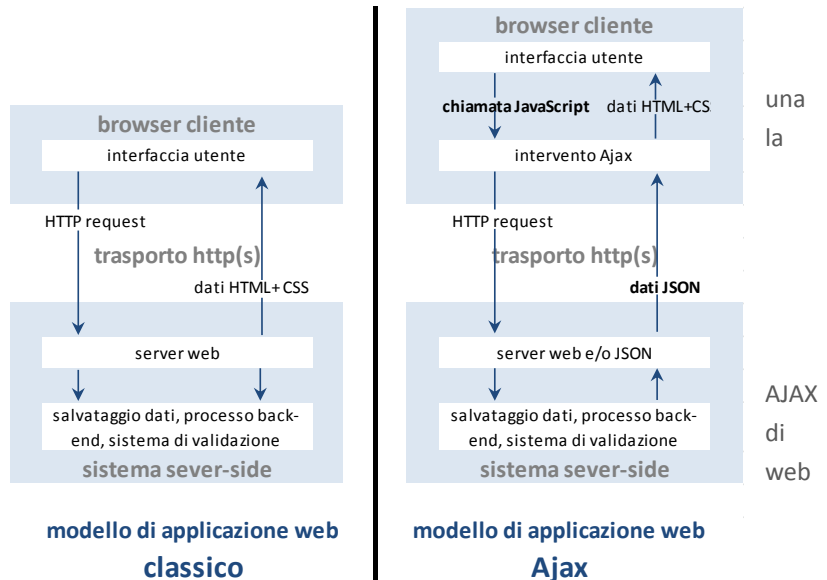 browser cliente
interfaccia utente
HTTP request
trasporto http(s)
dati HTML+ CSS
server web
salvataggio dati, processo back-
end, sistema di validazione
sistema sever-side
modello di applicazione web
classico
browser cliente
interfaccia utente
chiamata JavaScript
dati HTML+CS
intervento Ajax
HTTP request
trasporto http(s)
dati JSON
server web e/o JSON
salvataggio dati, processo back-
end, sistema di validazione
sistema sever-side
modello di applicazione web
Ajax
una
la
AJAX
di
web